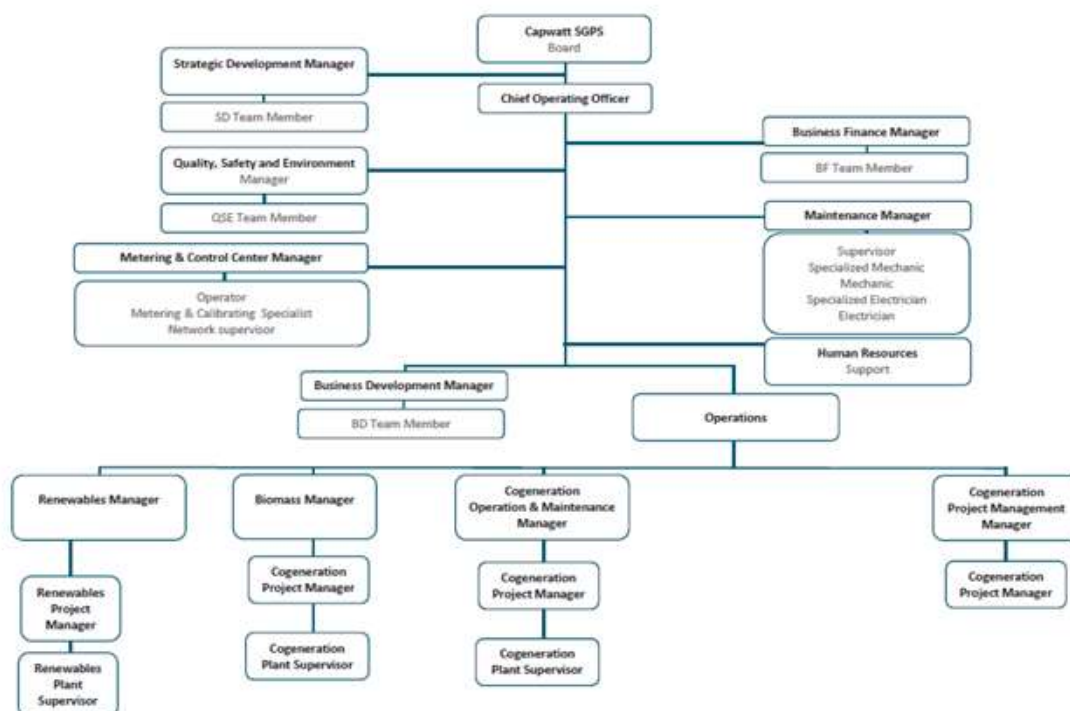 Capwatt SGPS
Board
Strategic Development Manager
SD Team Member
Chief Operating Officer
Business Finance Manager
BF Team Member
Quality, Safety and Environment
Manager
QSE Team Member
Maintenance Manager
Supervisor
Specialized Mechanic
Mechanic
Specialized Electrician
Electrician
Metering & Control Center Manager
Operator
Metering & Calibrating Specialist
Network supervisor
Human Resources
Support
Business Development Manager
BD Team Member
Operations
Renewables Manager
Renewables
Project
Manager
Renewables
Plant
Supervisor
Biomass Manager
Cogeneration
Project Manager
Cogeneration
Plant Supervisor
Cogeneration
Operation & Maintenance
Manager
Cogeneration
Project Manager
Cogeneration
Plant Supervisor
Cogeneration
Project Management
Manager
Cogeneration
Project Manager